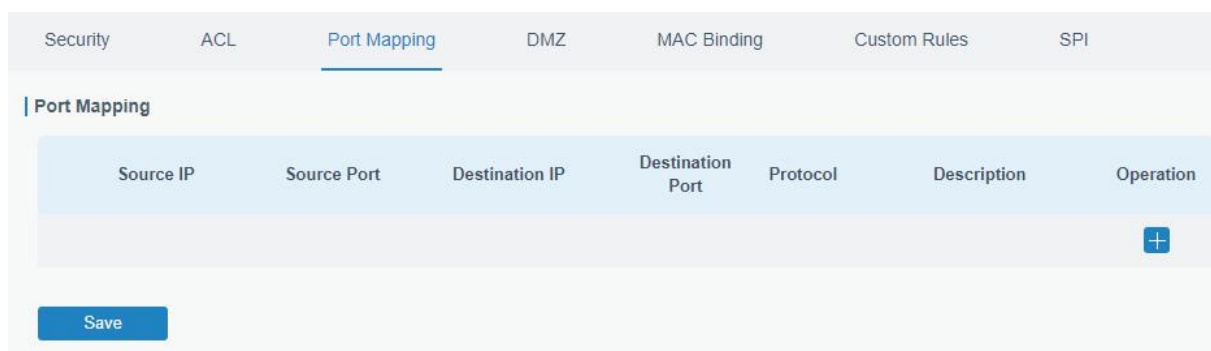 Security ACL Port Mapping DMZ MAC Binding Custom Rules SPI
Port Mapping
Source IP Source Port Destination IP Destination Port Protocol Description Operation
Save